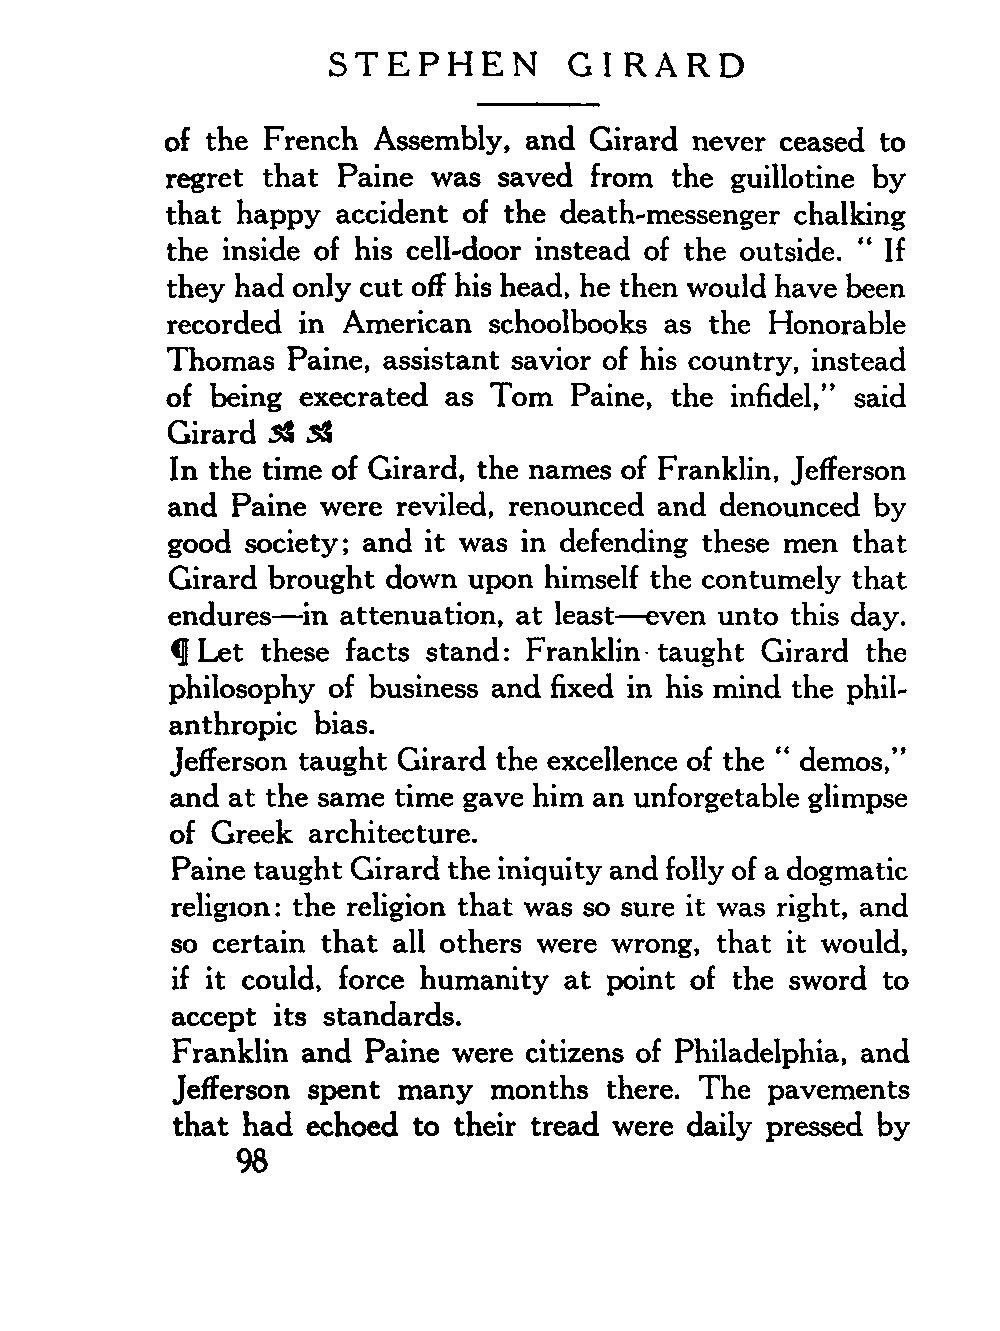 STEPHEN GIRARD
of the French Assembly, and Girard never ceased to
regret that Paine was saved from the guillotine by
that happy accident of the death-messenger chalking
the inside of his cell-door instead of the outside. “ If
they had only cut off his head, he then would have been
recorded in American schoolbooks as the Honorable
Thomas Paine, assistant savior of his country, instead
of being execrated as Tom Paine, the infidel,” said
Girard
In the time of Girard, the names of Franklin, Jefferson
and Paine were reviled, renounced and denounced by
good society; and it was in defending these men that
Girard brought down upon himself the contumely that
endures—in attenuation, at least—even unto this day.
¶ Let these facts stand: Franklin taught Girard the
philosophy of business and fixed in his mind the phil-
anthropic bias.
Jefferson taught Girard the excellence of the “ demos,”
and at the same time gave him an unforgetable glimpse
of Greek architecture.
Paine taught Girard the iniquity and folly of a dogmatic
religion: the religion that was so sure it was right, and
so certain that all others were wrong, that it would,
if it could, force humanity at point of the sword to
accept its standards.
Franklin and Paine were citizens of Philadelphia, and
Jefferson spent many months there. The pavements
that had echoed to their tread were daily pressed by
98